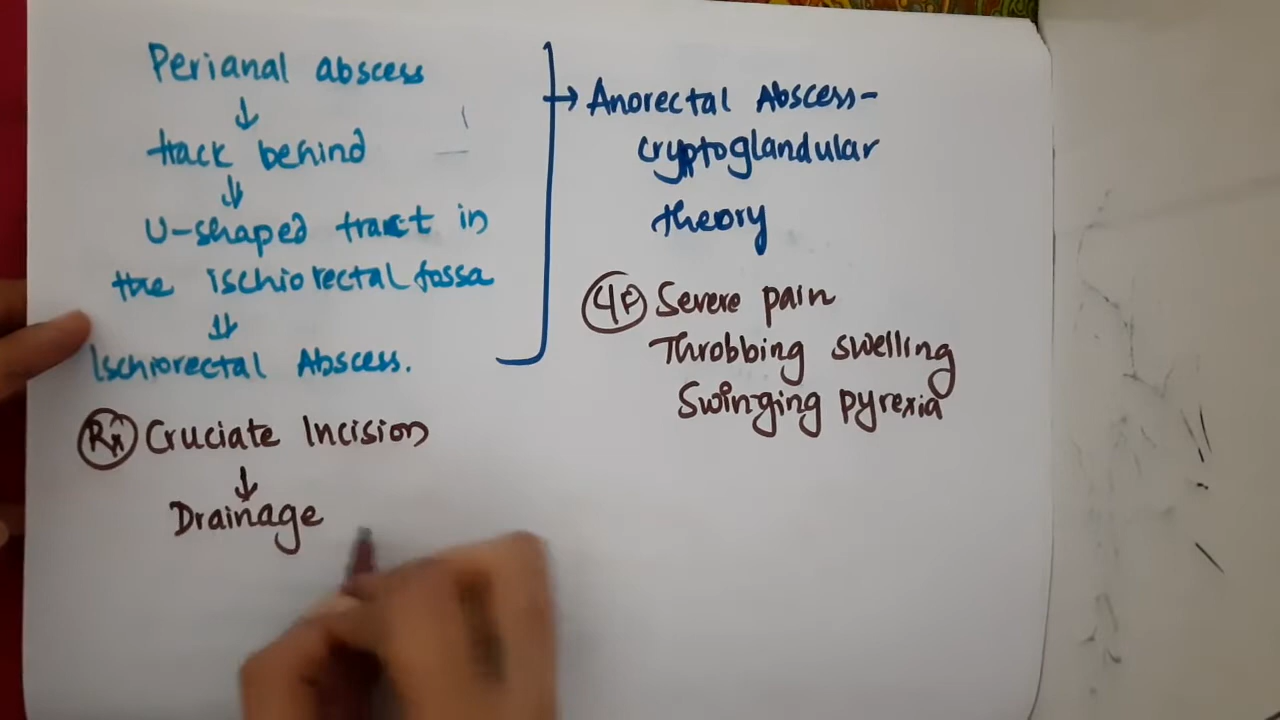 Perianal abscess
↓
track behind
↓
U-shaped tract in
the ischiorectal fossa
⇓
Ischiorectal Abscess.
Rx Cruciate Incision
↓
Drainage
→ Anorectal Abscess-
cryptoglandular
theory
Severe pain
Throbbing swelling
Swinging pyrexia